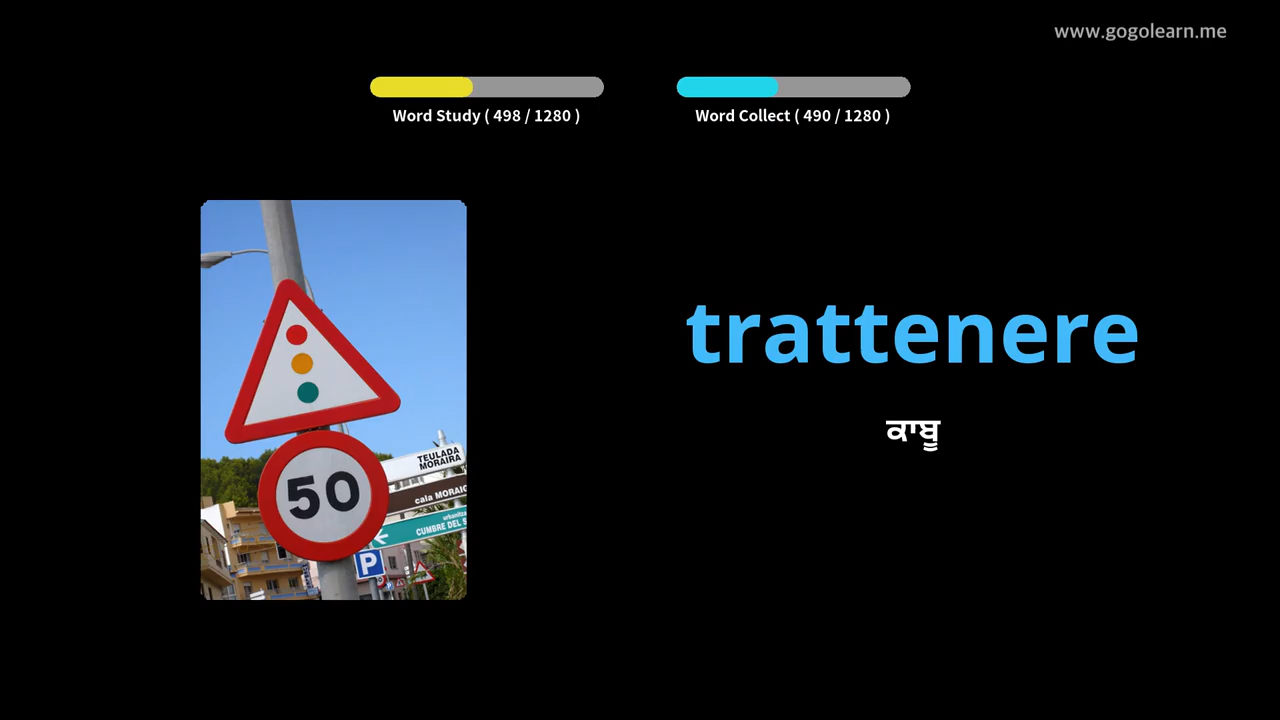 www.gogolearn.me
Word Study ( 498 / 1280 )
Word Collect ( 490 / 1280 )
trattenere
ਕਾਬੂ
50
TEULADA
MORAIRA
cala MORAIG
CUMBRE DEL S
P